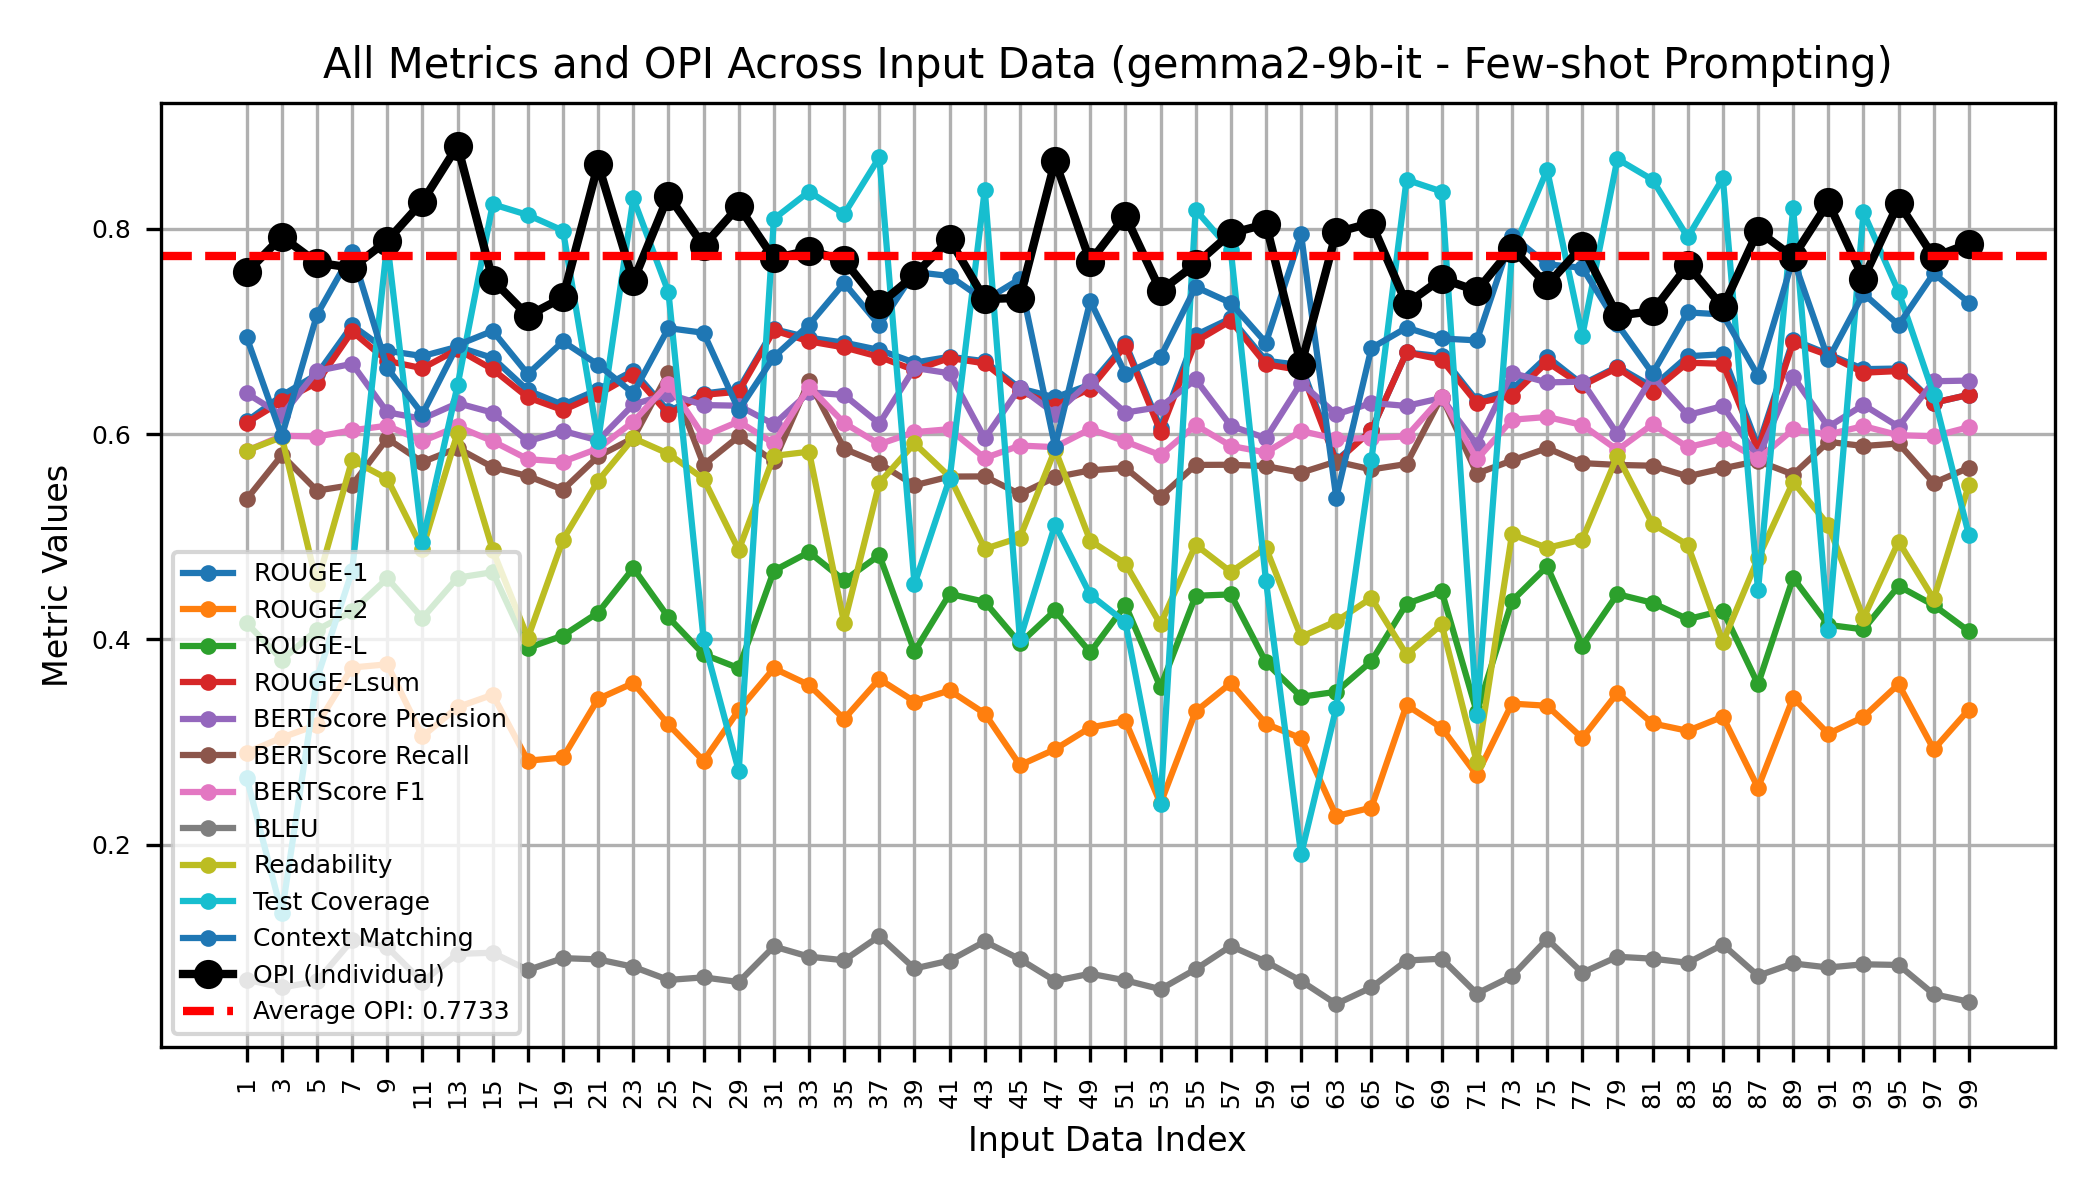 All Metrics and OPI Across Input Data (gemma2-9b-it - Few-shot Prompting)
Metric Values
0.8
0.6
0.4
0.2
ROUGE-1
ROUGE-2
ROUGE-L
ROUGE-Lsum
BERTScore Precision
BERTScore Recall
BERTScore F1
BLEU
Readability
Test Coverage
Context Matching
OPI (Individual)
Average OPI: 0.7733
1 3 5 7 9 11 13 15 17 19 21 23 25 27 29 31 33 35 37 39 41 43 45 47 49 51 53 55 57 59 61 63 65 67 69 71 73 75 77 79 81 83 85 87 89 91 93 95 97 99
Input Data Index